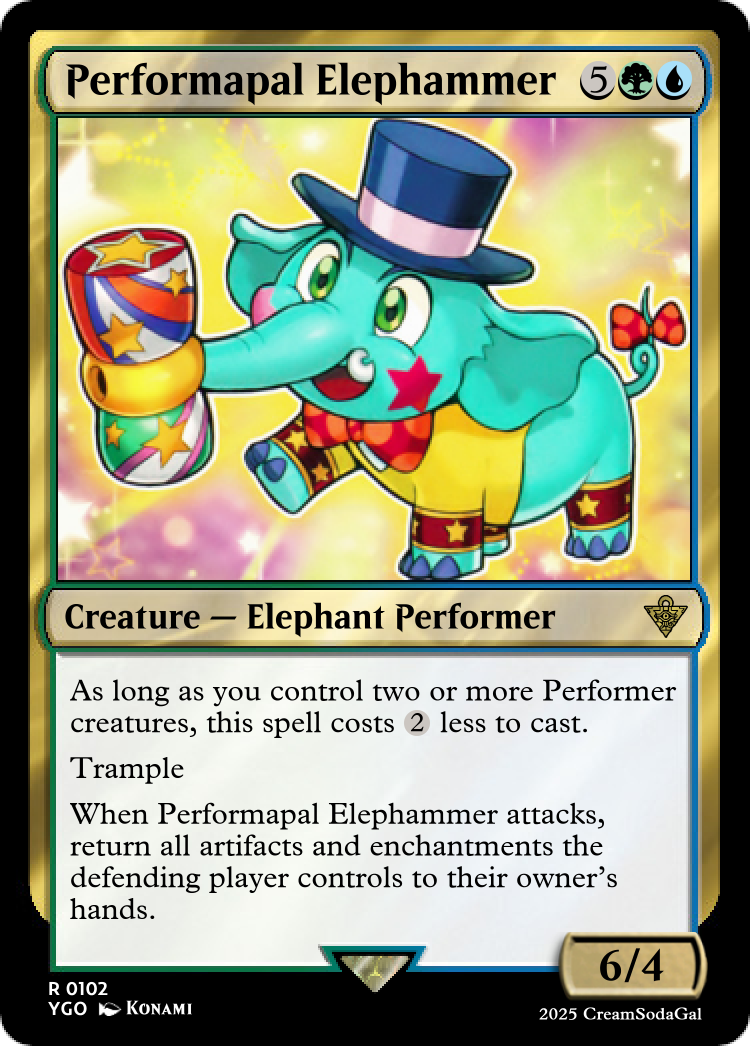 Performapal Elephammer 5
Creature — Elephant Performer
As long as you control two or more Performer
creatures, this spell costs 2 less to cast.
Trample
When Performapal Elephammer attacks,
return all artifacts and enchantments the
defending player controls to their owner's
hands.
6/4
R 0102
YGO KONAMI
2025 CreamSodaGal